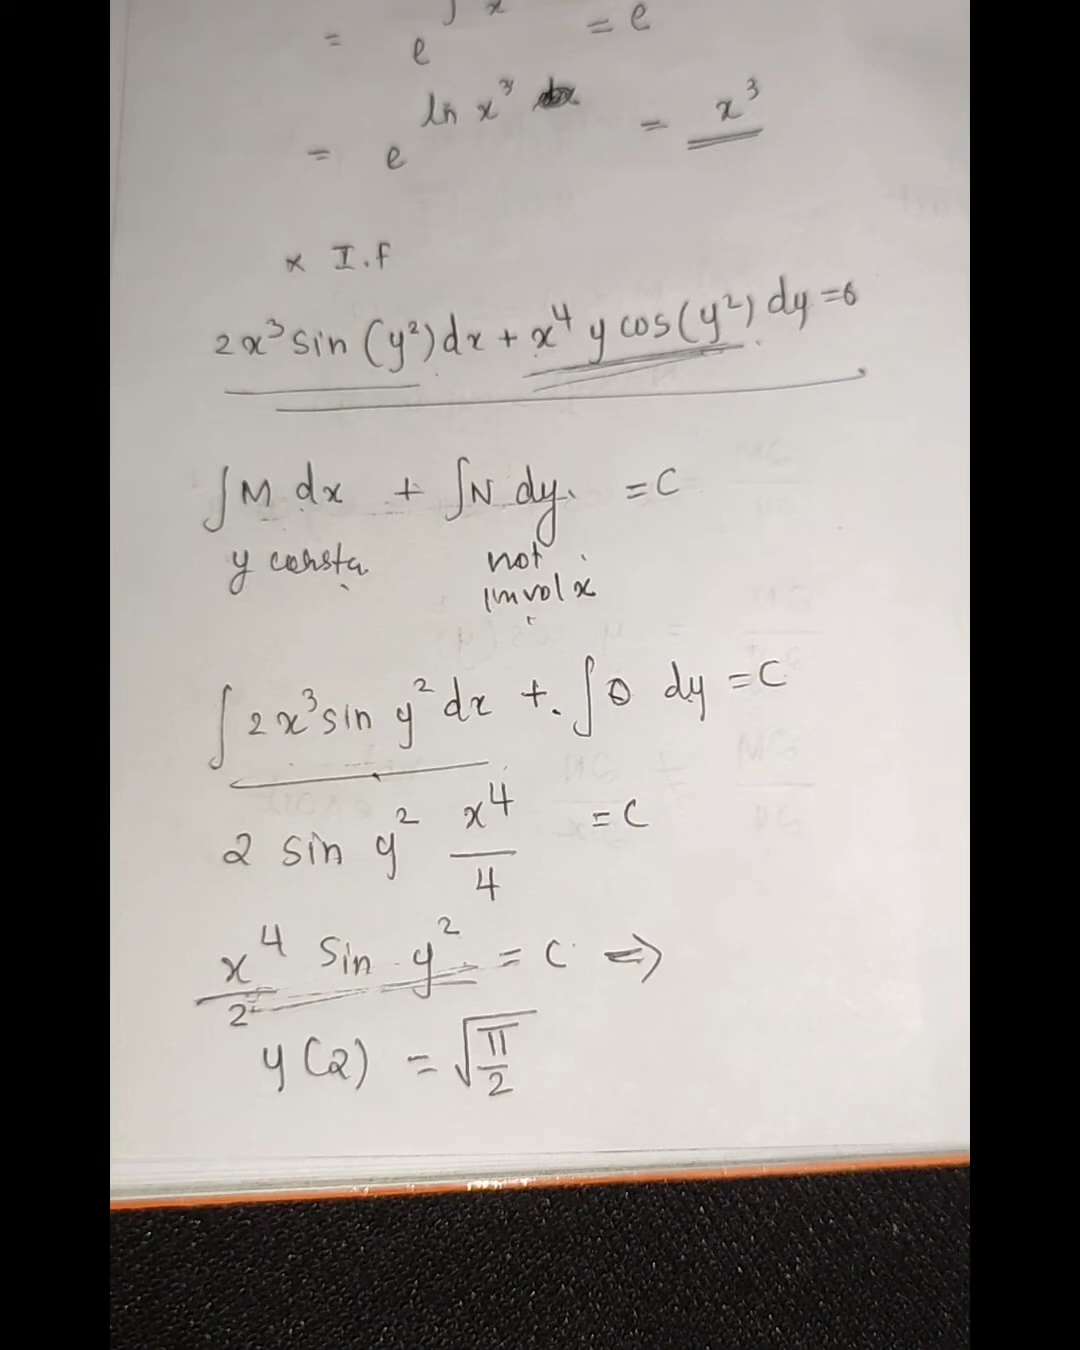 = e^∫ x = e
= e^ln x³ = x³
× I.f
2x³ sin (y²) dx + x⁴ y cos(y²) dy = 0
∫M dx + ∫N dy. = C
y consta not
invol x
∫2x³ sin y² dx + ∫0 dy = C
2 sin y² x⁴/4 = C
x⁴/2 sin y² = C ⇒
y(2) = √π/2